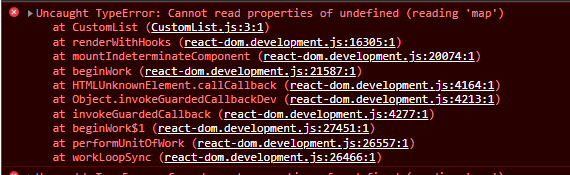 Uncaught TypeError: Cannot read properties of undefined (reading 'map')
at CustomList (CustomList.js:3:1)
at renderWithHooks (react-dom.development.js:16305:1)
at mountIndeterminateComponent (react-dom.development.js:20074:1)
at beginWork (react-dom.development.js:21587:1)
at HTMLUnknownElement.callCallback (react-dom.development.js:4164:1)
at Object.invokeGuardedCallbackDev (react-dom.development.js:4213:1)
at invokeGuardedCallback (react-dom.development.js:4277:1)
at beginWork$1 (react-dom.development.js:27451:1)
at performUnitOfWork (react-dom.development.js:26557:1)
at workLoopSync (react-dom.development.js:26466:1)